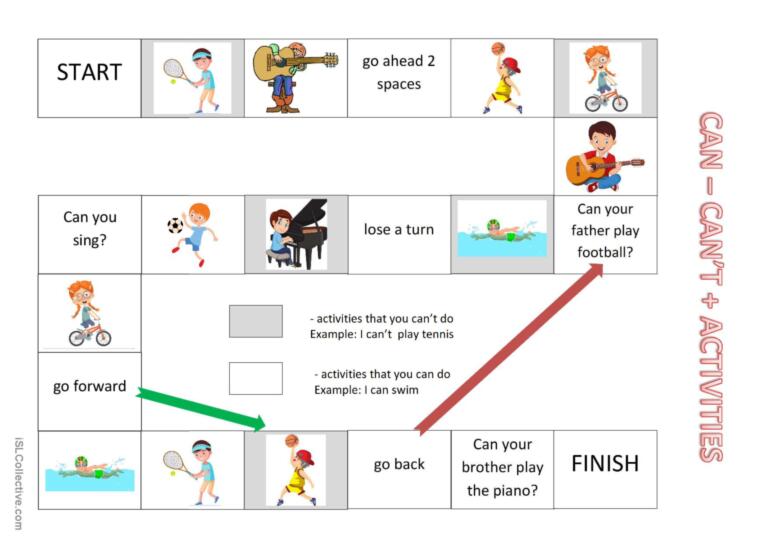 START
go ahead 2
spaces
Can your
father play
football?
lose a turn
Can you
sing?
go forward
go back
Can your
brother play
the piano?
FINISH
- activities that you can't do
Example: I can't  play tennis
- activities that you can do
Example: I can swim
CAN – CAN'T + ACTIVITIES
iSLCollective.com